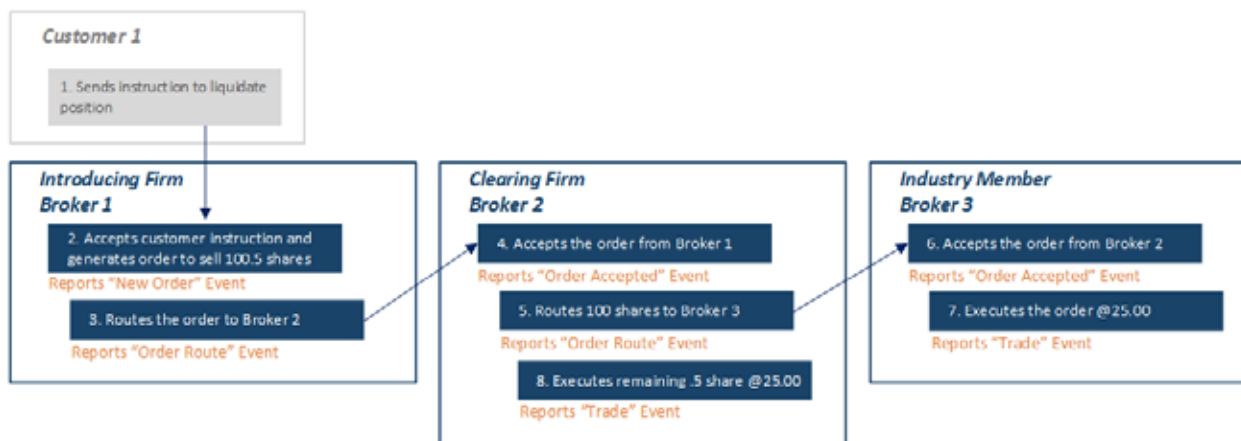 Customer 1
1. Sends instruction to liquidate
position
Introducing Firm
Broker 1
2. Accepts customer instruction and
generates order to sell 100.5 shares
Reports "New Order" Event
3. Routes the order to Broker 2
Reports "Order Route" Event
Clearing Firm
Broker 2
4. Accepts the order from Broker 1
Reports "Order Accepted" Event
5. Routes 100 shares to Broker 3
Reports "Order Route" Event
8. Executes remaining .5 share @25.00
Reports "Trade" Event
Industry Member
Broker 3
6. Accepts the order from Broker 2
Reports "Order Accepted" Event
7. Executes the order @25.00
Reports "Trade" Event